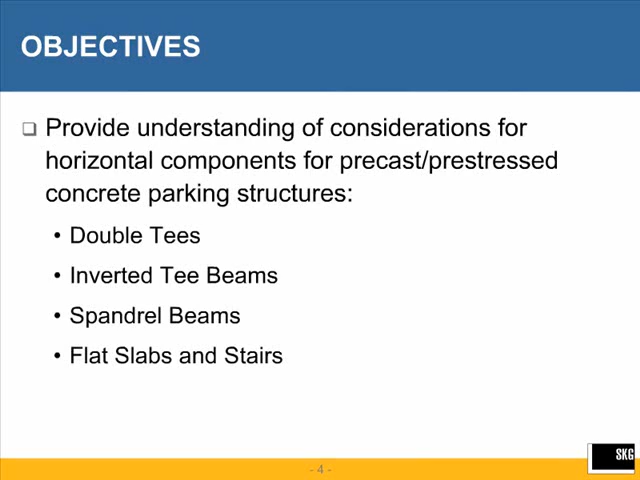 OBJECTIVES
Provide understanding of considerations for
horizontal components for precast/prestressed
concrete parking structures:
• Double Tees
• Inverted Tee Beams
• Spandrel Beams
• Flat Slabs and Stairs
- 4 -
SKG